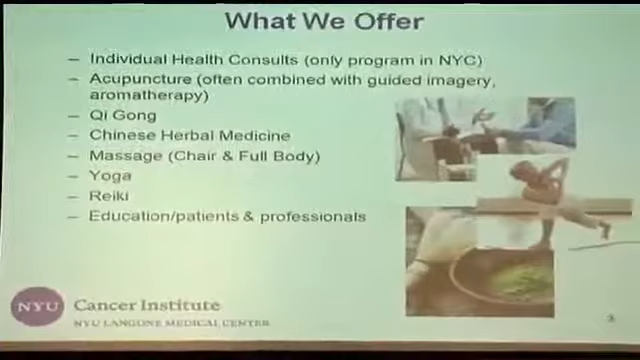 What We Offer
– Individual Health Consults (only program in NYC)
– Acupuncture (often combined with guided imagery,
aromatherapy)
– Qi Gong
– Chinese Herbal Medicine
– Massage (Chair & Full Body)
– Yoga
– Reiki
– Education/patients & professionals
NYU Cancer Institute
NYU LANGONE MEDICAL CENTER